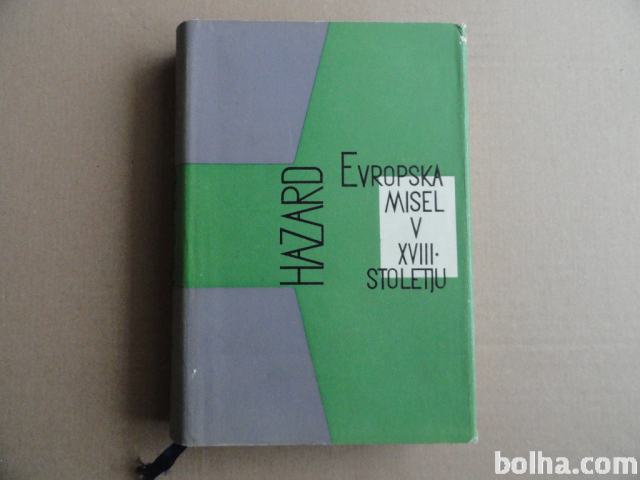 HAZARD
EVROPSKA
MISEL
V
XVIII.
STOLETJU
bolha.com